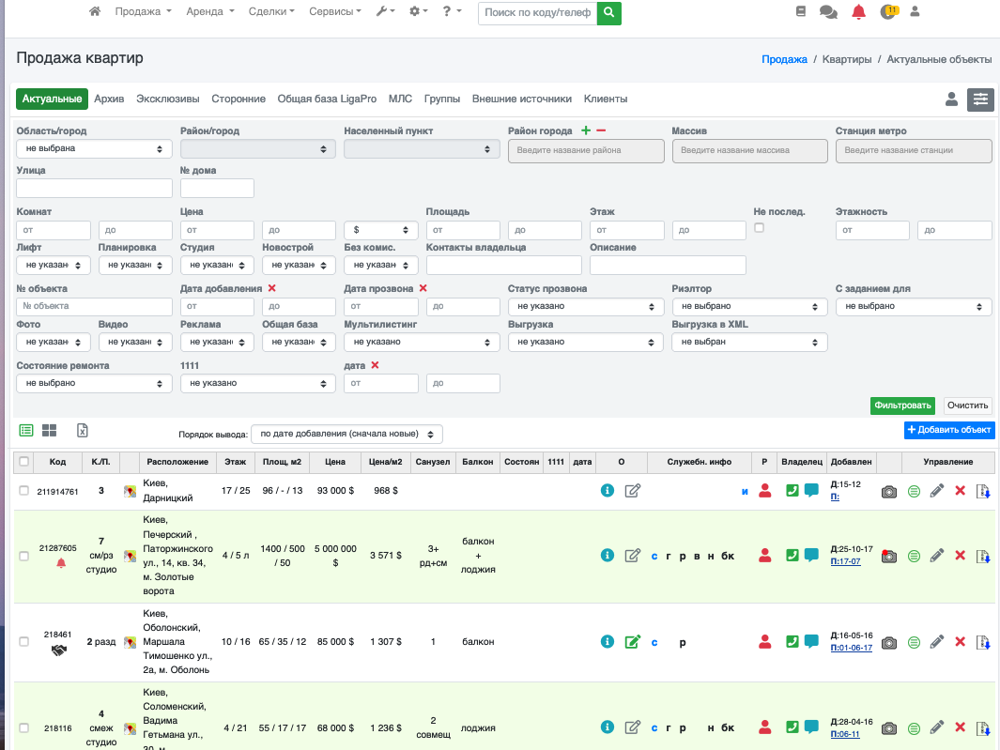 Продажа Аренда Сделки Сервисы ? Поиск по коду/телеф 11
Продажа квартир Продажа / Квартиры / Актуальные объекты
Актуальные Архив Эксклюзивы Сторонние Общая база LigaPro МЛС Группы Внешние источники Клиенты
Область/город Район/город Населенный пункт Район города + − Массив Станция метро
не выбрана Введите название района Введите название массива Введите название станции
Улица № дома
Комнат Цена Площадь Этаж Не послед. Этажность
от до от до $ от до от до от до
Лифт Планировка Студия Новострой Без комис. Контакты владельца Описание
не указан не указан не указан не указан не указан
№ объекта Дата добавления Дата прозвона Статус прозвона Риэлтор С заданием для
№ объекта от до от до не указано не выбрано не выбрано
Фото Видео Реклама Общая база Мультилистинг Выгрузка Выгрузка в XML
не указан не указан не указан не указан не указано не указано не выбран
Состояние ремонта 1111 дата
не выбрано не указано от до
Фильтровать Очистить
Порядок вывода: по дате добавления (сначала новые) + Добавить объект
Код К./П. Расположение Этаж Площ, м2 Цена Цена/м2 Санузел Балкон Состоян 1111 дата О Служебн. инфо Р Владелец Добавлен Управление
211914761 3 Киев, Дарницкий 17 / 25 96 / - / 13 93 000 $ 968 $ и Д:15-12 П:
21287605 7 см/рз студио Киев, Печерский , Паторжинского ул., 14, кв. 34, м. Золотые ворота 4 / 5 л 1400 / 500 / 50 5 000 000 $ 3 571 $ 3+ рд+см балкон + лоджия с г р в н бк Д:25-10-17 П:17-07
218461 2 разд Киев, Оболонский, Маршала Тимошенко ул., 2а, м. Оболонь 10 / 16 65 / 35 / 12 85 000 $ 1 307 $ 1 балкон с р Д:16-05-16 П:01-06-17
218116 4 смеж студио Киев, Соломенский, Вадима Гетьмана ул., 4 / 21 55 / 17 / 17 68 000 $ 1 236 $ 2 совмещ лоджия с г р н бк Д:28-04-16 П:06-11